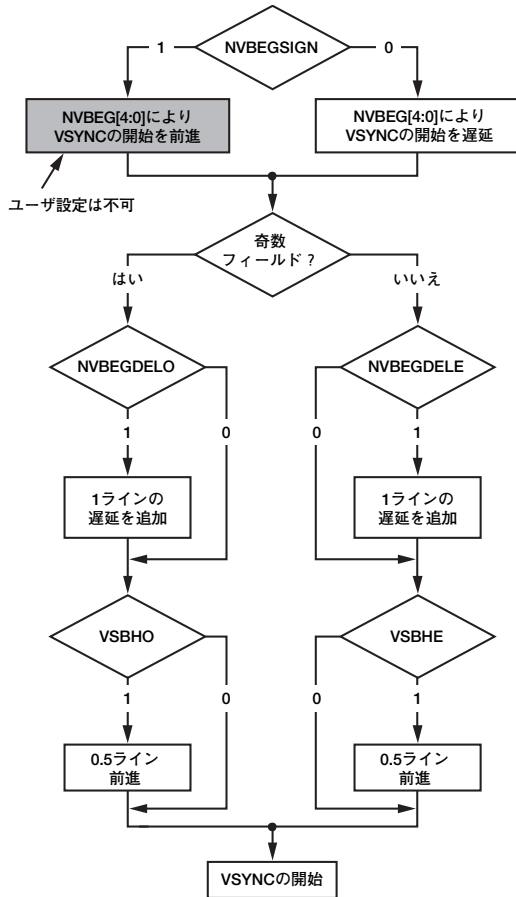 NVBEGSIGN
1
0
NVBEG[4:0]により
VSYNCの開始を前進
NVBEG[4:0]により
VSYNCの開始を遅延
ユーザ設定は不可
奇数
フィールド?
はい
いいえ
NVBEGDELO
NVBEGDELE
1
0
0
1
1ラインの
遅延を追加
1ラインの
遅延を追加
VSBHO
VSBHE
1
0
0
1
0.5ライン
前進
0.5ライン
前進
VSYNCの開始